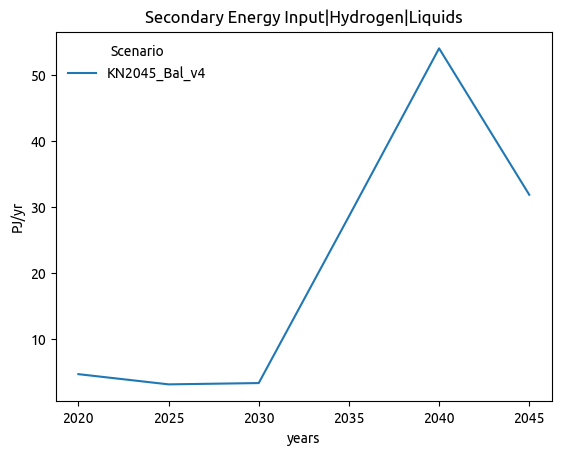 Secondary Energy Input|Hydrogen|Liquids
Scenario
KN2045_Bal_v4
PJ/yr
50
40
30
20
10
2020 2025 2030 2035 2040 2045
years